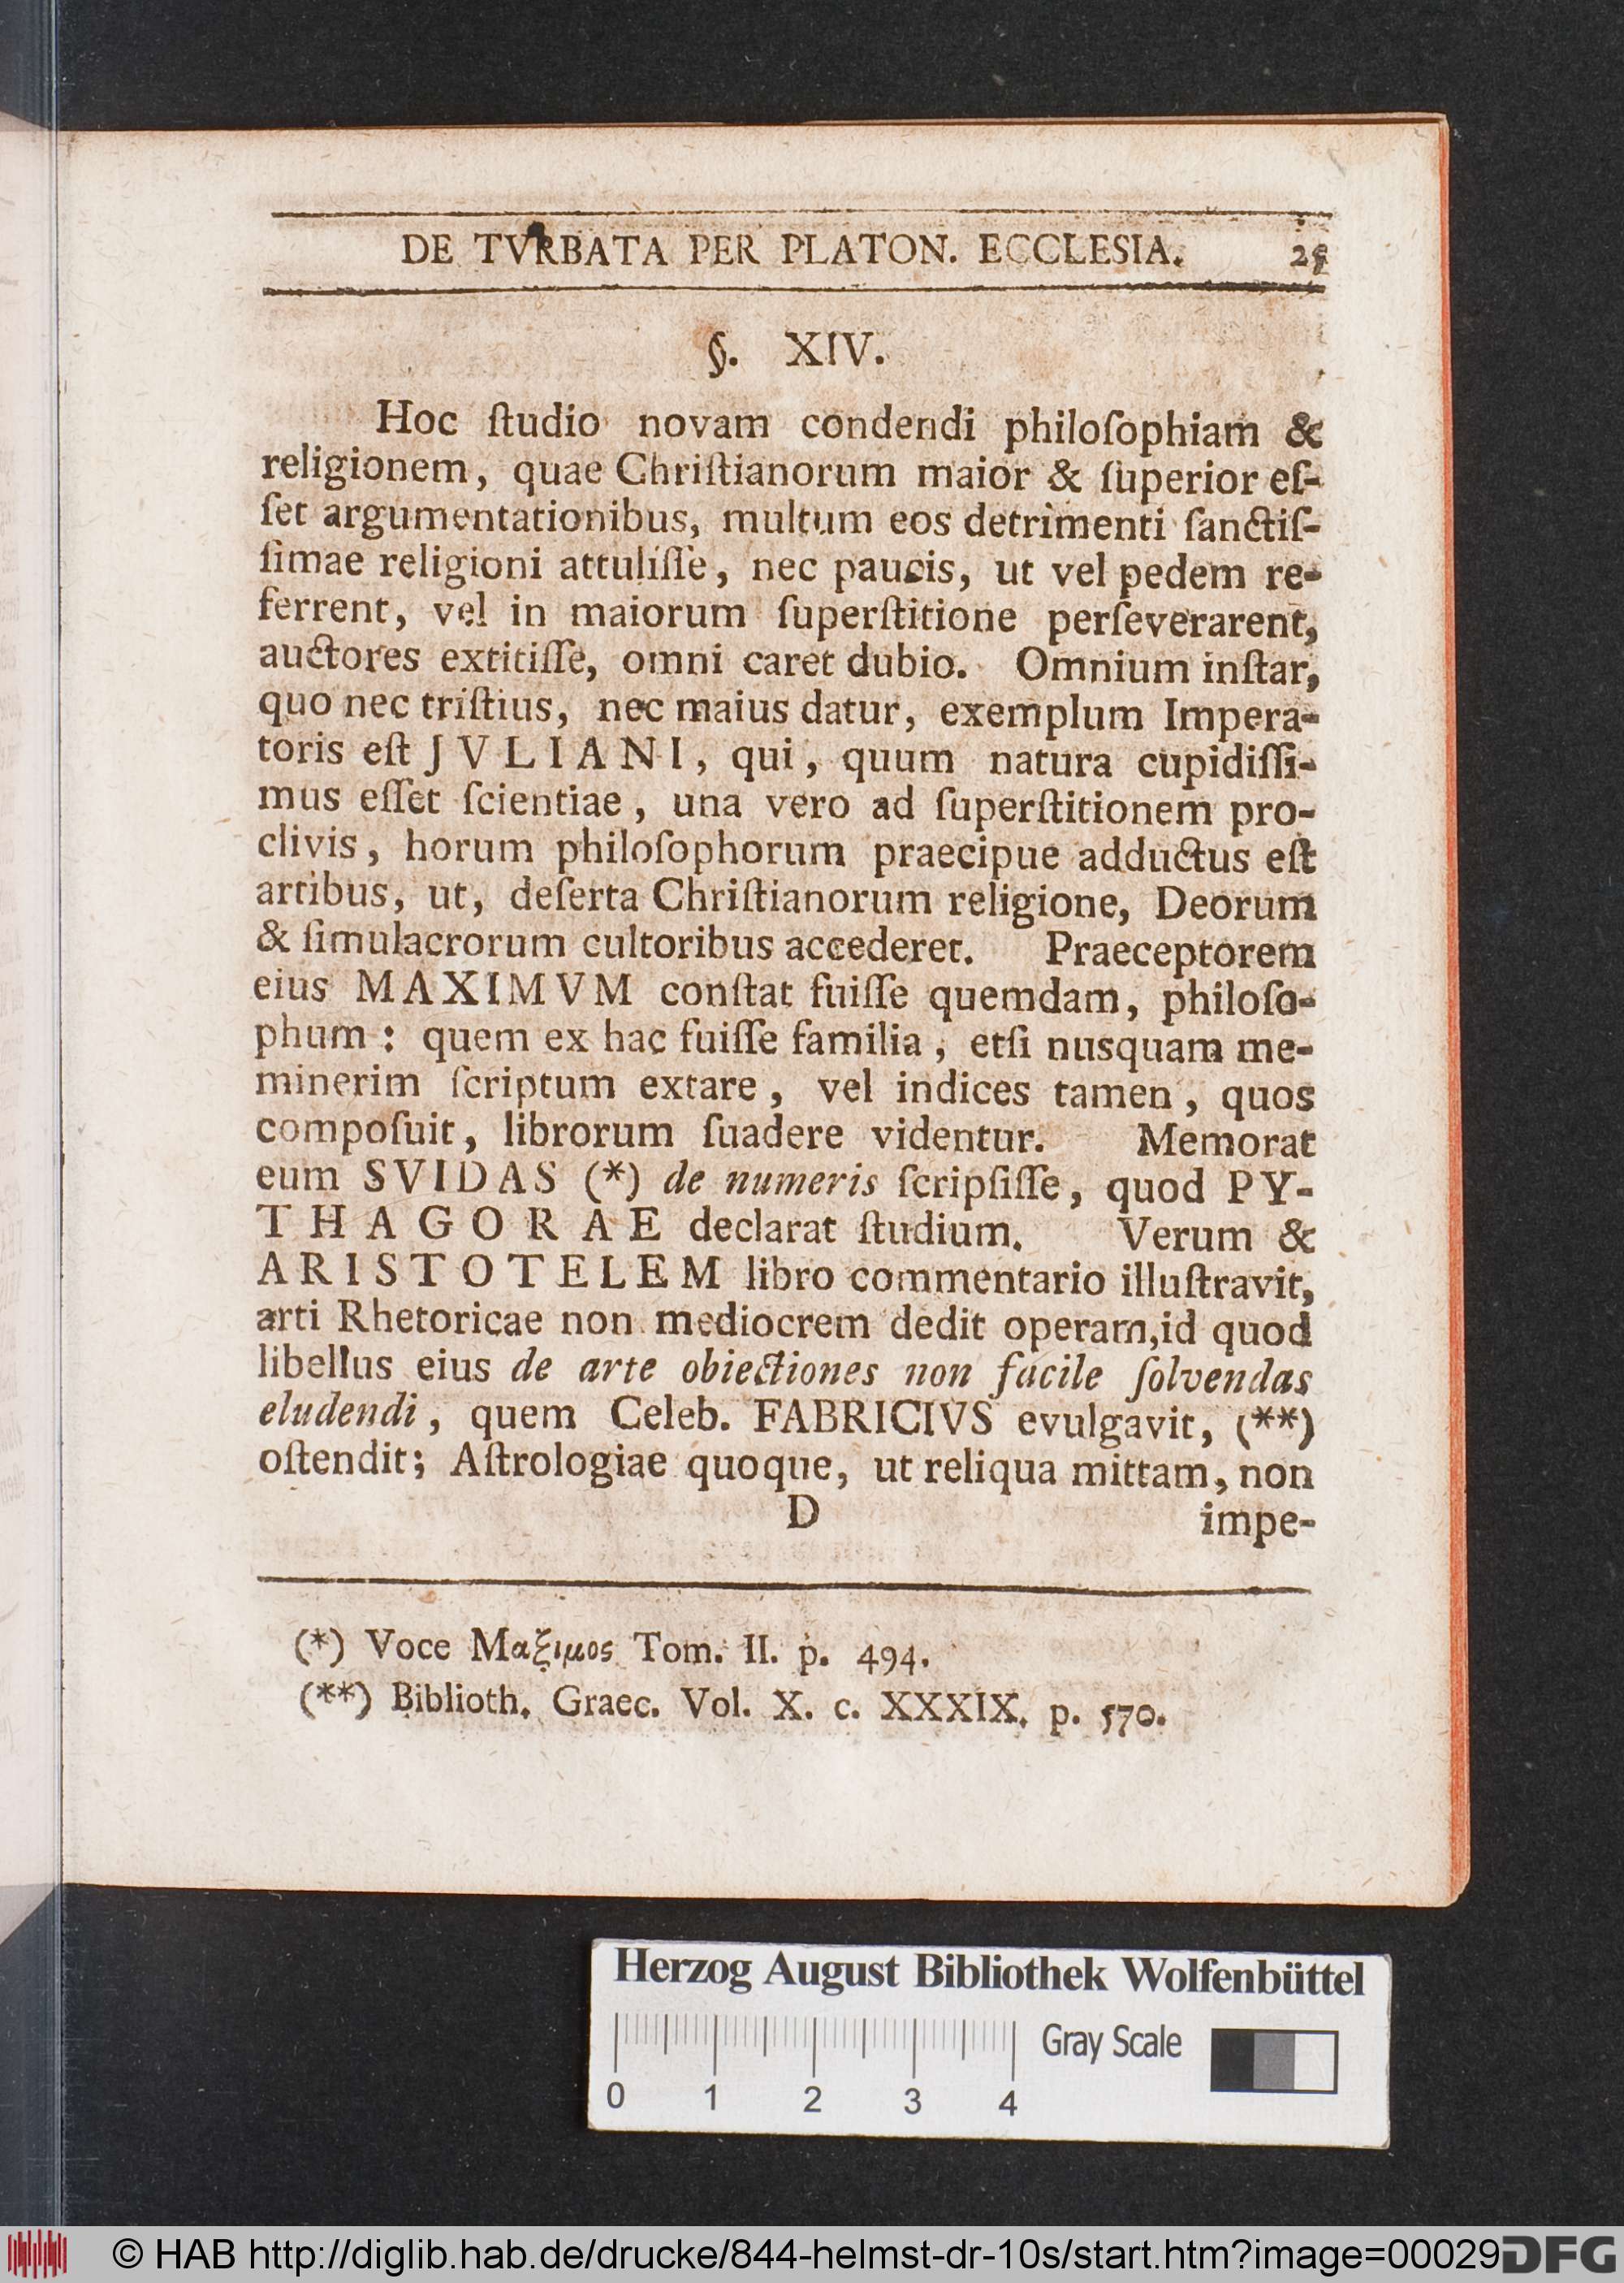 DE TVRBATA PER PLATON. ECCLESIA. 25
§. XIV.
Hoc ſtudio novam condendi philoſophiam &
religionem, quae Chriſtianorum maior & ſuperior eſ-
ſet argumentationibus, multum eos detrimenti ſanctiſ-
ſimae religioni attuliſſe, nec paucis, ut vel pedem re-
ferrent, vel in maiorum ſuperſtitione perſeverarent,
auctores extitiſſe, omni caret dubio. Omnium inſtar,
quo nec triſtius, nec maius datur, exemplum Impera-
toris eſt JVLIANI, qui, quum natura cupidiſſi-
mus eſſet ſcientiae, una vero ad ſuperſtitionem pro-
clivis, horum philoſophorum praecipue adductus eſt
artibus, ut, deſerta Chriſtianorum religione, Deorum
& ſimulacrorum cultoribus accederet. Praeceptorem
eius MAXIMVM conſtat fuiſſe quemdam, philoſo-
phum: quem ex hac fuiſſe familia, etſi nusquam me-
minerim ſcriptum extare, vel indices tamen, quos
compoſuit, librorum ſuadere videntur. Memorat
eum SVIDAS (*) de numeris ſcripſiſſe, quod PY-
THAGORAE declarat ſtudium. Verum &
ARISTOTELEM libro commentario illuſtravit,
arti Rhetoricae non mediocrem dedit operam, id quod
libellus eius de arte obiectiones non facile ſolvendas
eludendi, quem Celeb. FABRICIVS evulgavit, (**)
oſtendit; Aſtrologiae quoque, ut reliqua mittam, non
D impe-
(*) Voce Μαξιμος Tom. II. p. 494.
(**) Biblioth. Graec. Vol. X. c. XXXIX. p. 570.
Herzog August Bibliothek Wolfenbüttel
0 1 2 3 4 Gray Scale
© HAB http://diglib.hab.de/drucke/844-helmst-dr-10s/start.htm?image=00029 DFG